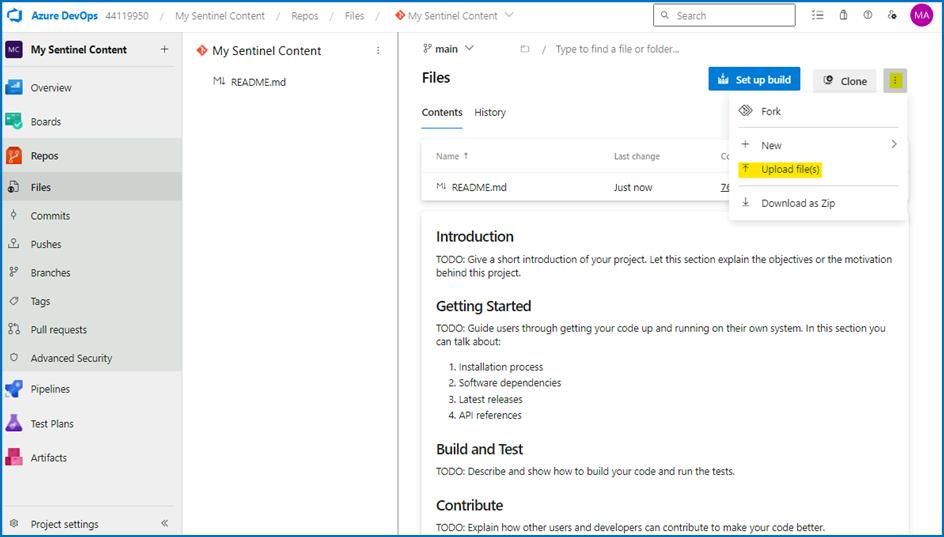 Azure DevOps 44119950 / My Sentinel Content / Repos / Files / My Sentinel Content
Search
MA
MC My Sentinel Content +
Overview
Boards
Repos
Files
Commits
Pushes
Branches
Tags
Pull requests
Advanced Security
Pipelines
Test Plans
Artifacts
Project settings
My Sentinel Content
M↓ README.md
main / Type to find a file or folder...
Files
Set up build
Clone
Contents History
Fork
New
Upload file(s)
Download as Zip
Name ↑ Last change
M↓ README.md Just now
Introduction
TODO: Give a short introduction of your project. Let this section explain the objectives or the motivation
behind this project.
Getting Started
TODO: Guide users through getting your code up and running on their own system. In this section you
can talk about:
1. Installation process
2. Software dependencies
3. Latest releases
4. API references
Build and Test
TODO: Describe and show how to build your code and run the tests.
Contribute
TODO: Explain how other users and developers can contribute to make your code better.